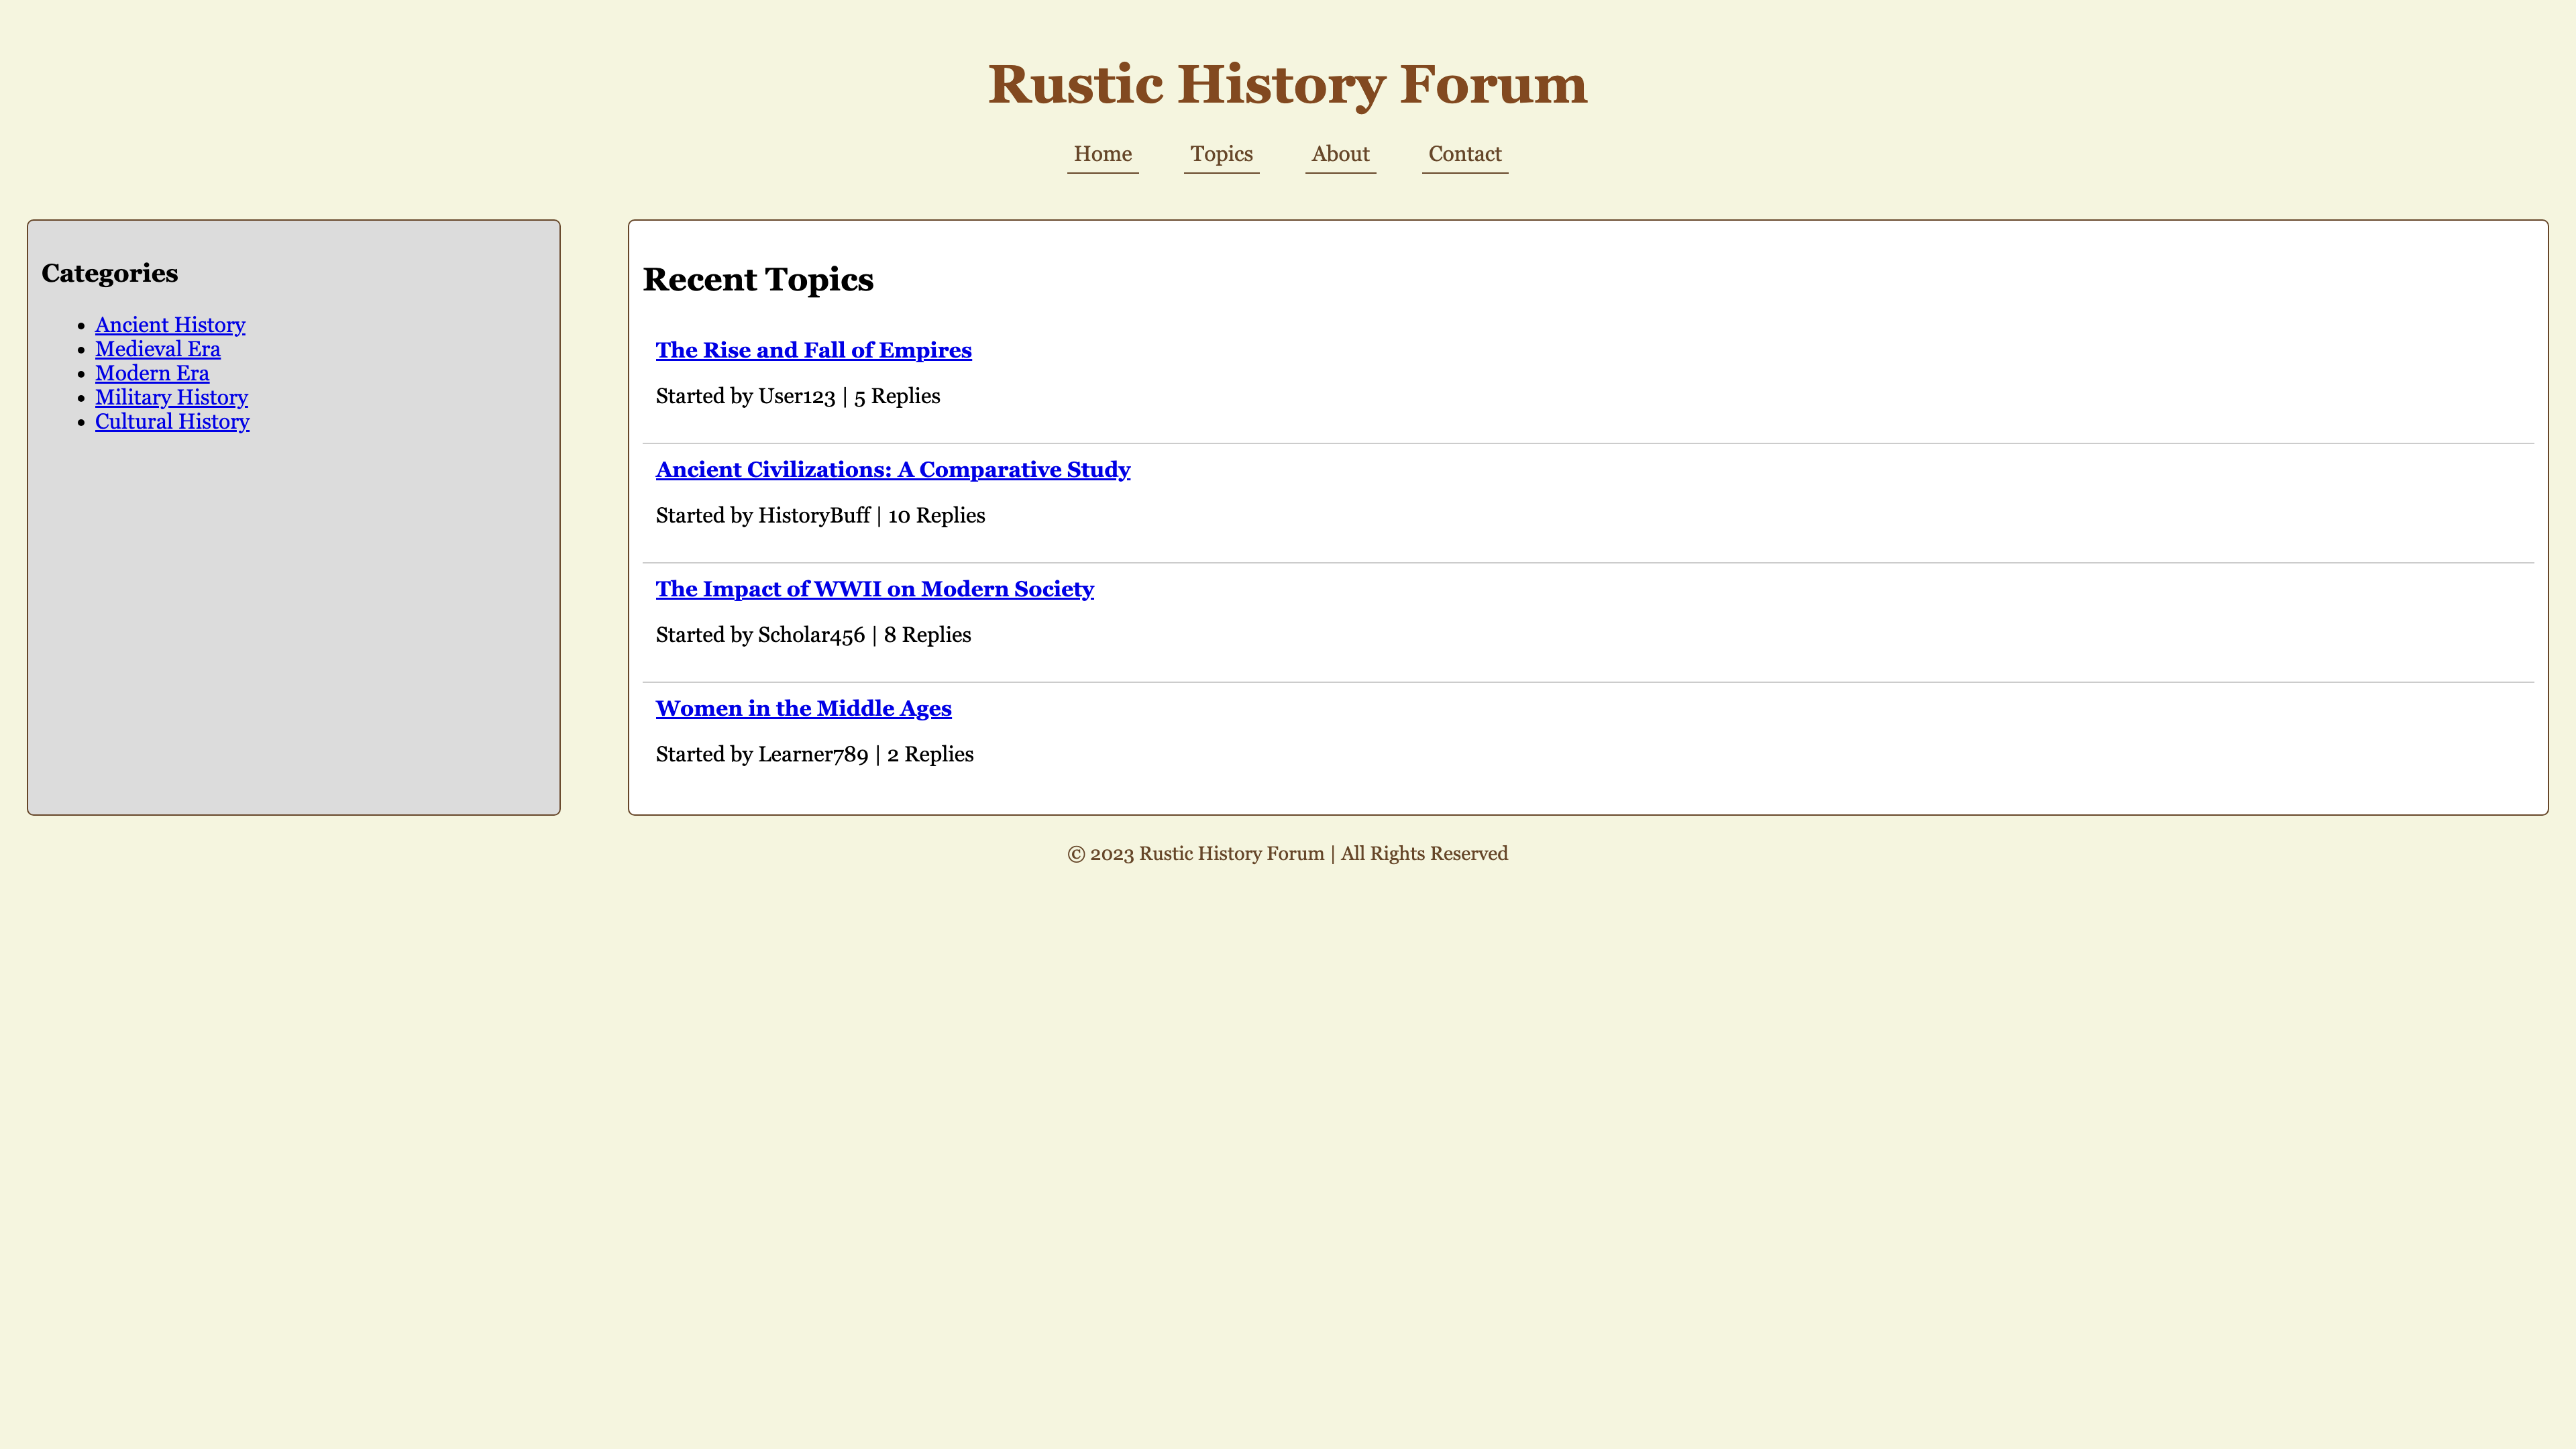 Rustic History Forum
Home Topics About Contact
Categories
Ancient History
Medieval Era
Modern Era
Military History
Cultural History
Recent Topics
The Rise and Fall of Empires
Started by User123 | 5 Replies
Ancient Civilizations: A Comparative Study
Started by HistoryBuff | 10 Replies
The Impact of WWII on Modern Society
Started by Scholar456 | 8 Replies
Women in the Middle Ages
Started by Learner789 | 2 Replies
© 2023 Rustic History Forum | All Rights Reserved